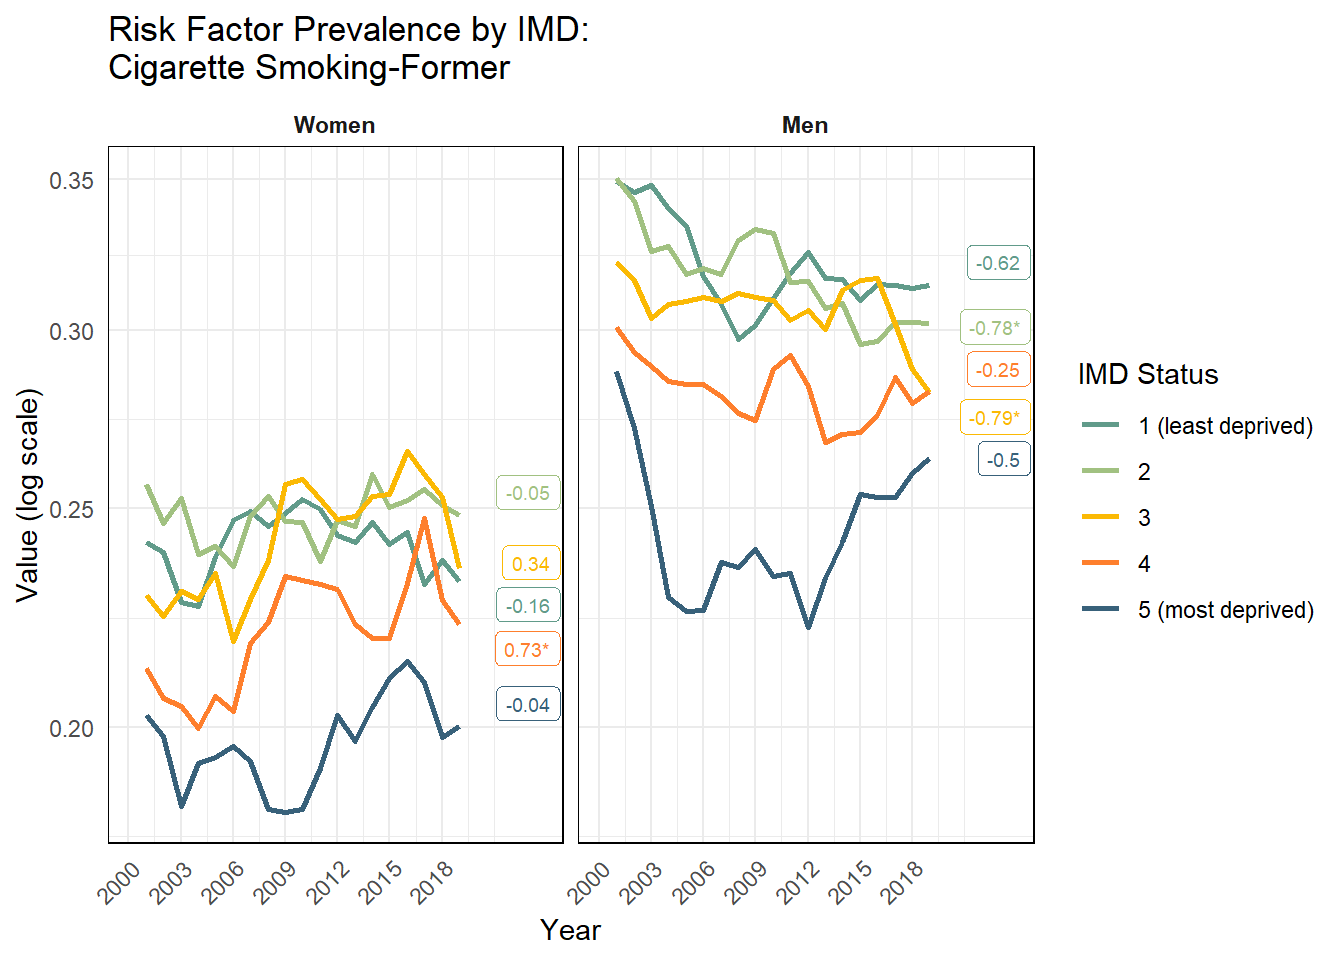 Risk Factor Prevalence by IMD:
Cigarette Smoking-Former
Women
Men
Value (log scale)
0.35
0.30
0.25
0.20
-0.05
0.34
-0.16
0.73*
-0.04
-0.62
-0.78*
-0.25
-0.79*
-0.5
2000 2003 2006 2009 2012 2015 2018
2000 2003 2006 2009 2012 2015 2018
Year
IMD Status
1 (least deprived)
2
3
4
5 (most deprived)